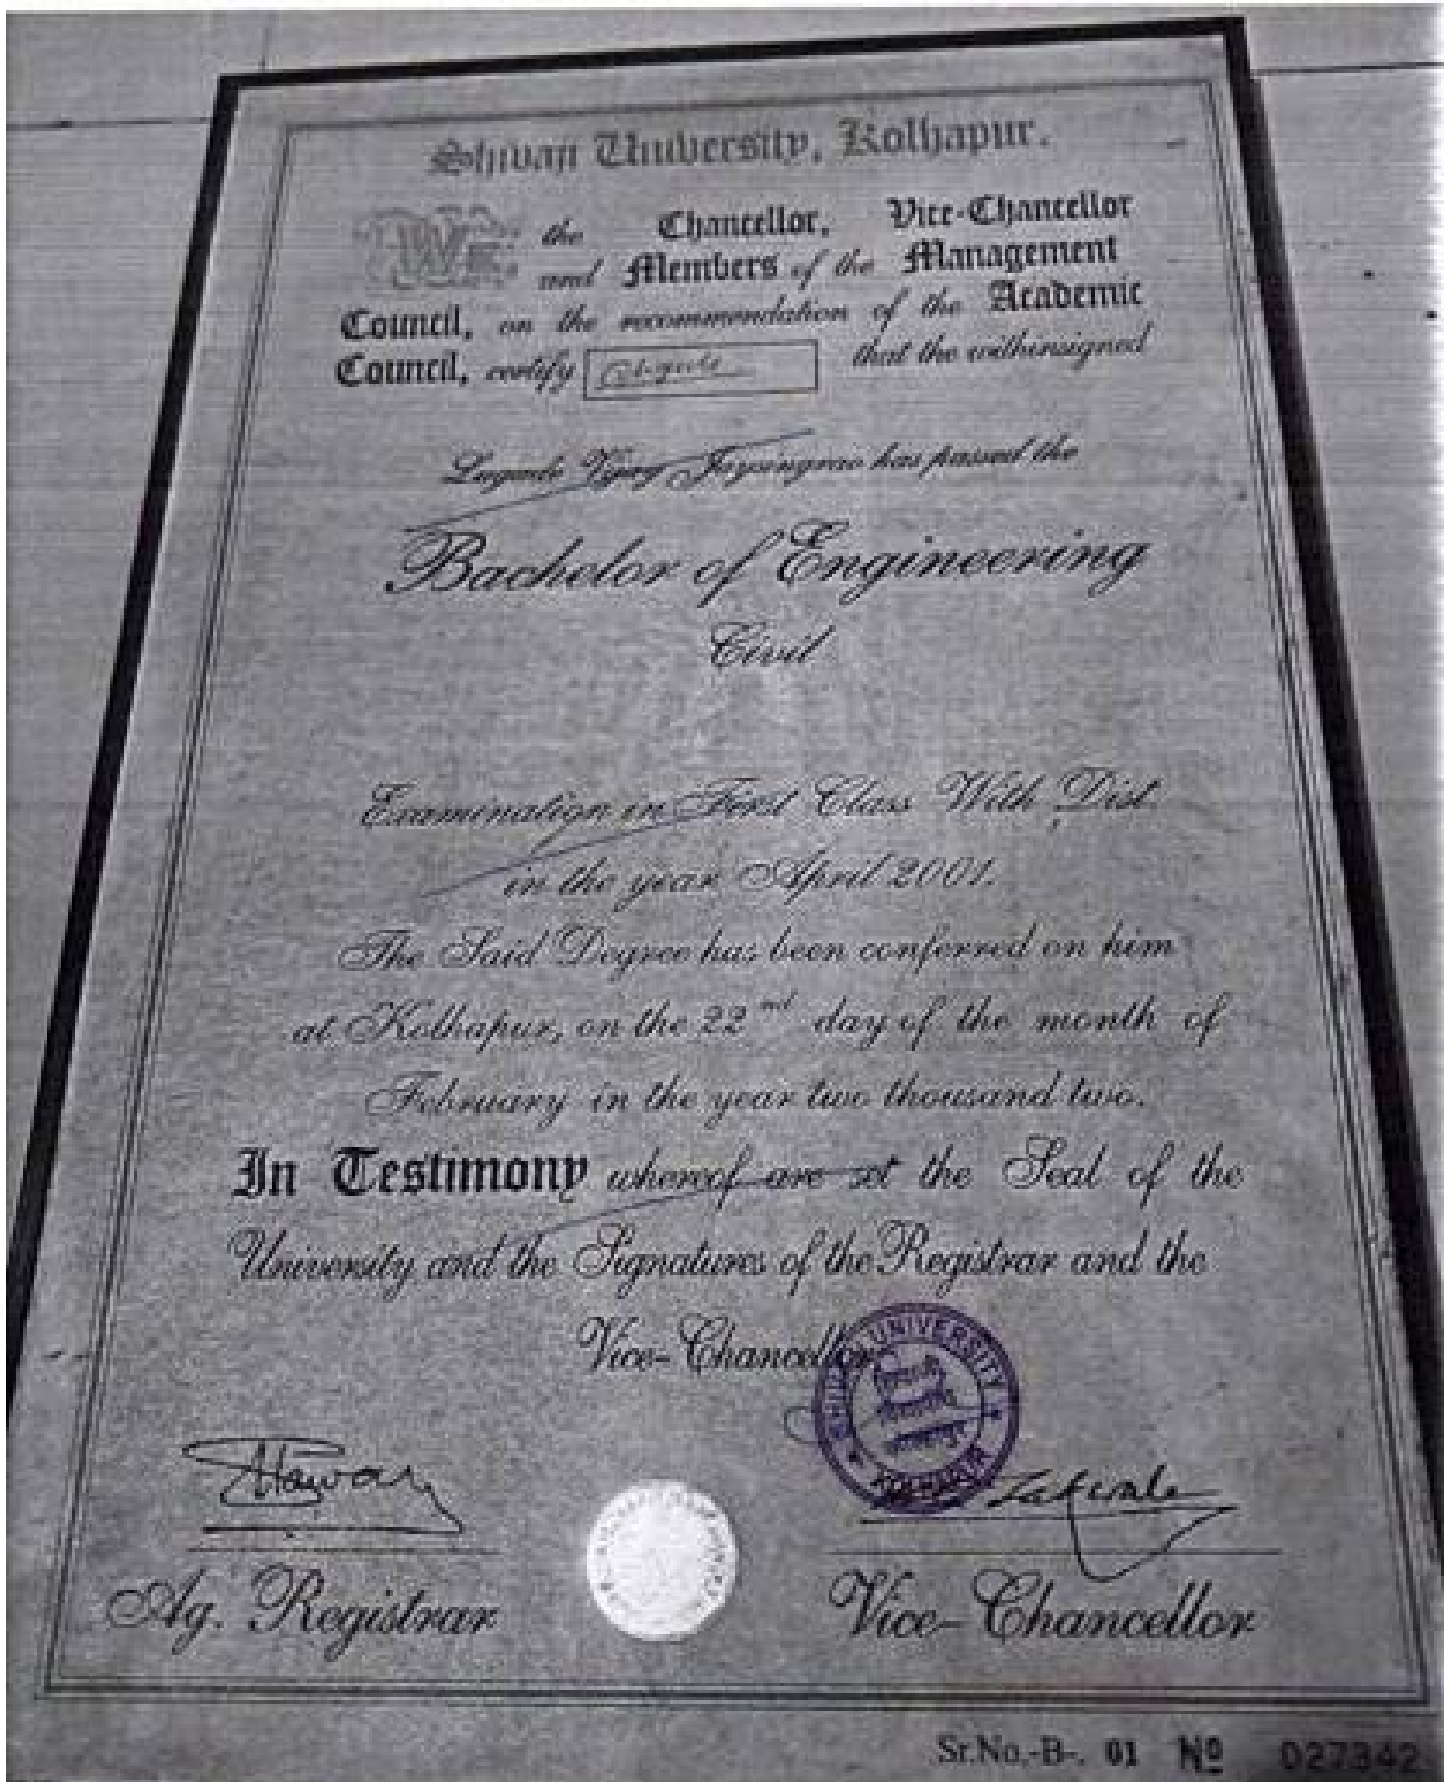 Shivaji University, Kolhapur.
We the Chancellor, Vice-Chancellor
and Members of the Management
Council, on the recommendation of the Academic
Council, certify that the withinsigned
Lugade Vijay Jaysingrao has passed the
Bachelor of Engineering
Civil
Examination in First Class With Dist.
in the year April 2001.
The Said Degree has been conferred on him
at Kolhapur, on the 22nd day of the month of
February in the year two thousand two.
In Testimony whereof are set the Seal of the
University and the Signatures of the Registrar and the
Vice-Chancellor
UNIVERSITY
KOLHAPUR
Ag. Registrar
Vice-Chancellor
Sr.No.-B-. 01 Nº 027342